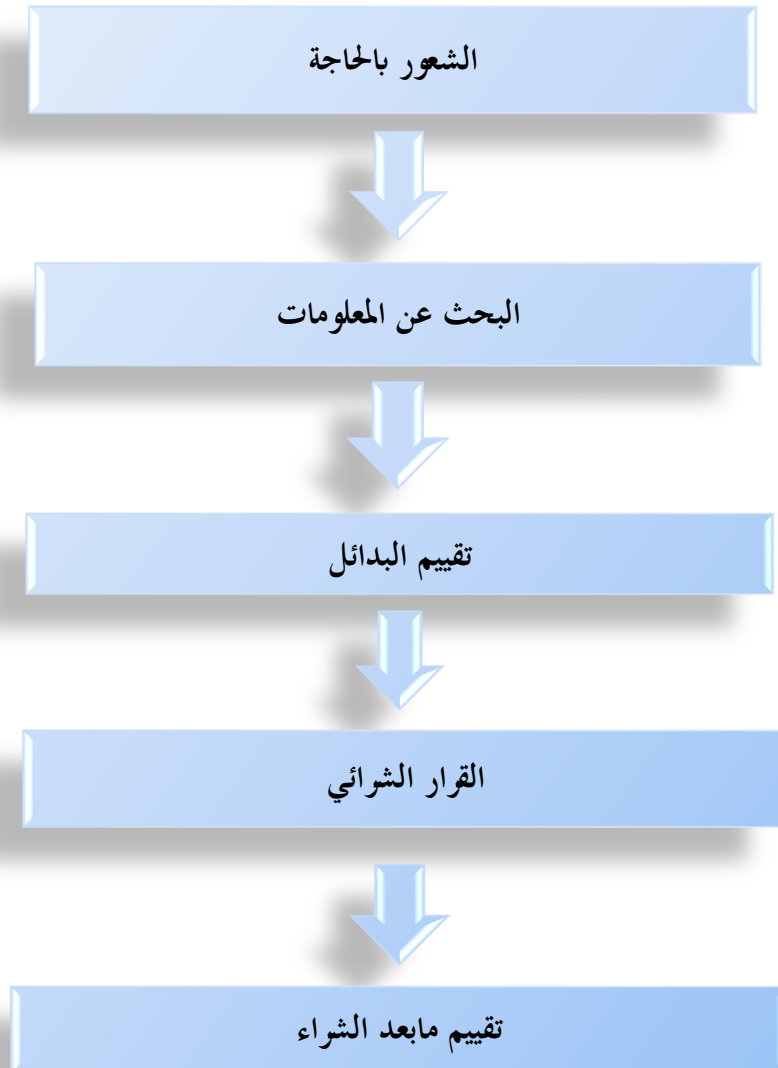 الشعور بالحاجة
البحث عن المعلومات
تقييم البدائل
القرار الشرائي
تقييم مابعد الشراء